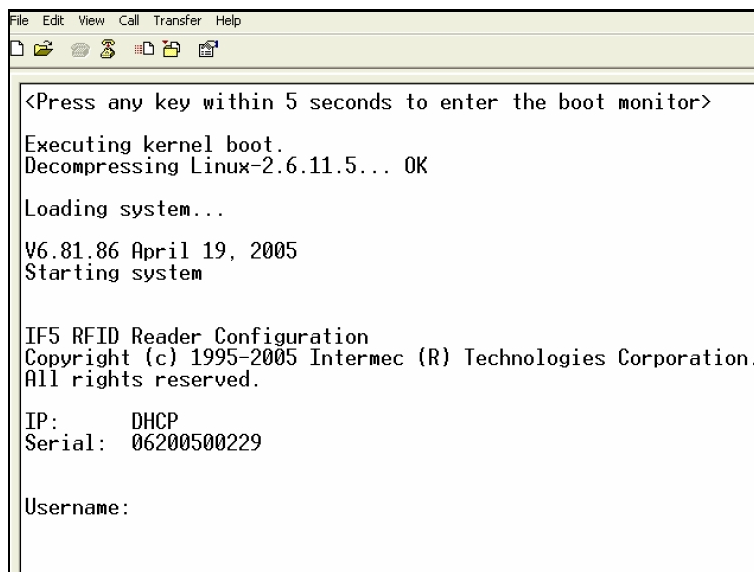 File Edit View Call Transfer Help
<Press any key within 5 seconds to enter the boot monitor>
Executing kernel boot.
Decompressing Linux-2.6.11.5... OK
Loading system...
V6.81.86 April 19, 2005
Starting system
IF5 RFID Reader Configuration
Copyright (c) 1995-2005 Intermec (R) Technologies Corporation.
All rights reserved.
IP: DHCP
Serial: 06200500229
Username: